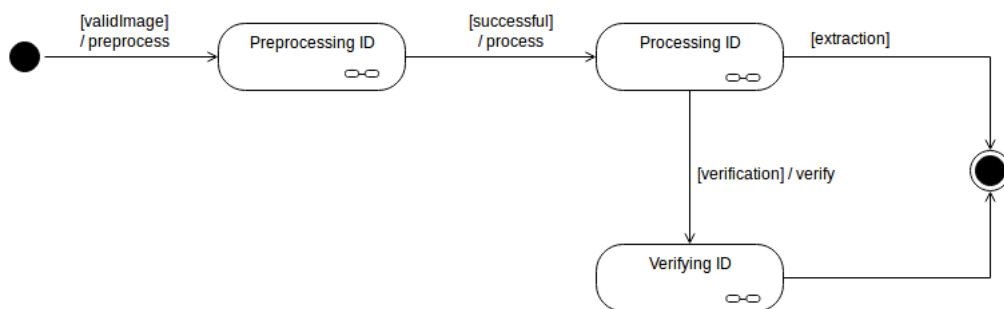 [validImage]
/ preprocess
Preprocessing ID
[successful]
/ process
Processing ID
[extraction]
[verification] / verify
Verifying ID